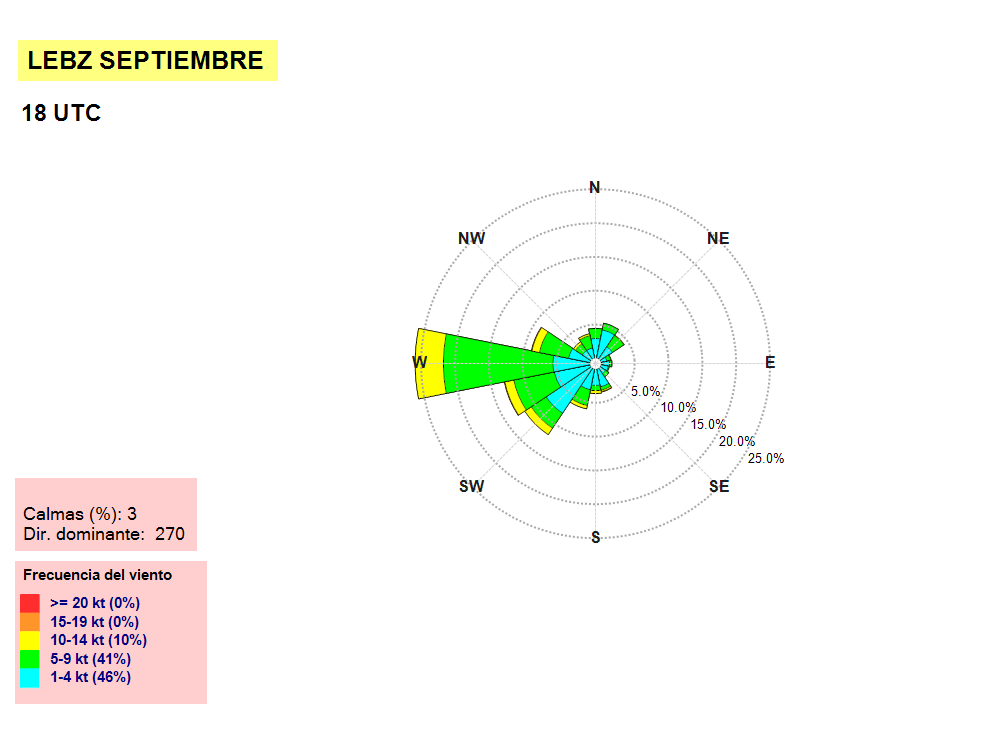 LEBZ SEPTIEMBRE
18 UTC
N
NW
NE
W
E
5.0%
10.0%
15.0%
20.0%
25.0%
SW
SE
S
Calmas (%): 3
Dir. dominante: 270
Frecuencia del viento
>= 20 kt (0%)
15-19 kt (0%)
10-14 kt (10%)
5-9 kt (41%)
1-4 kt (46%)